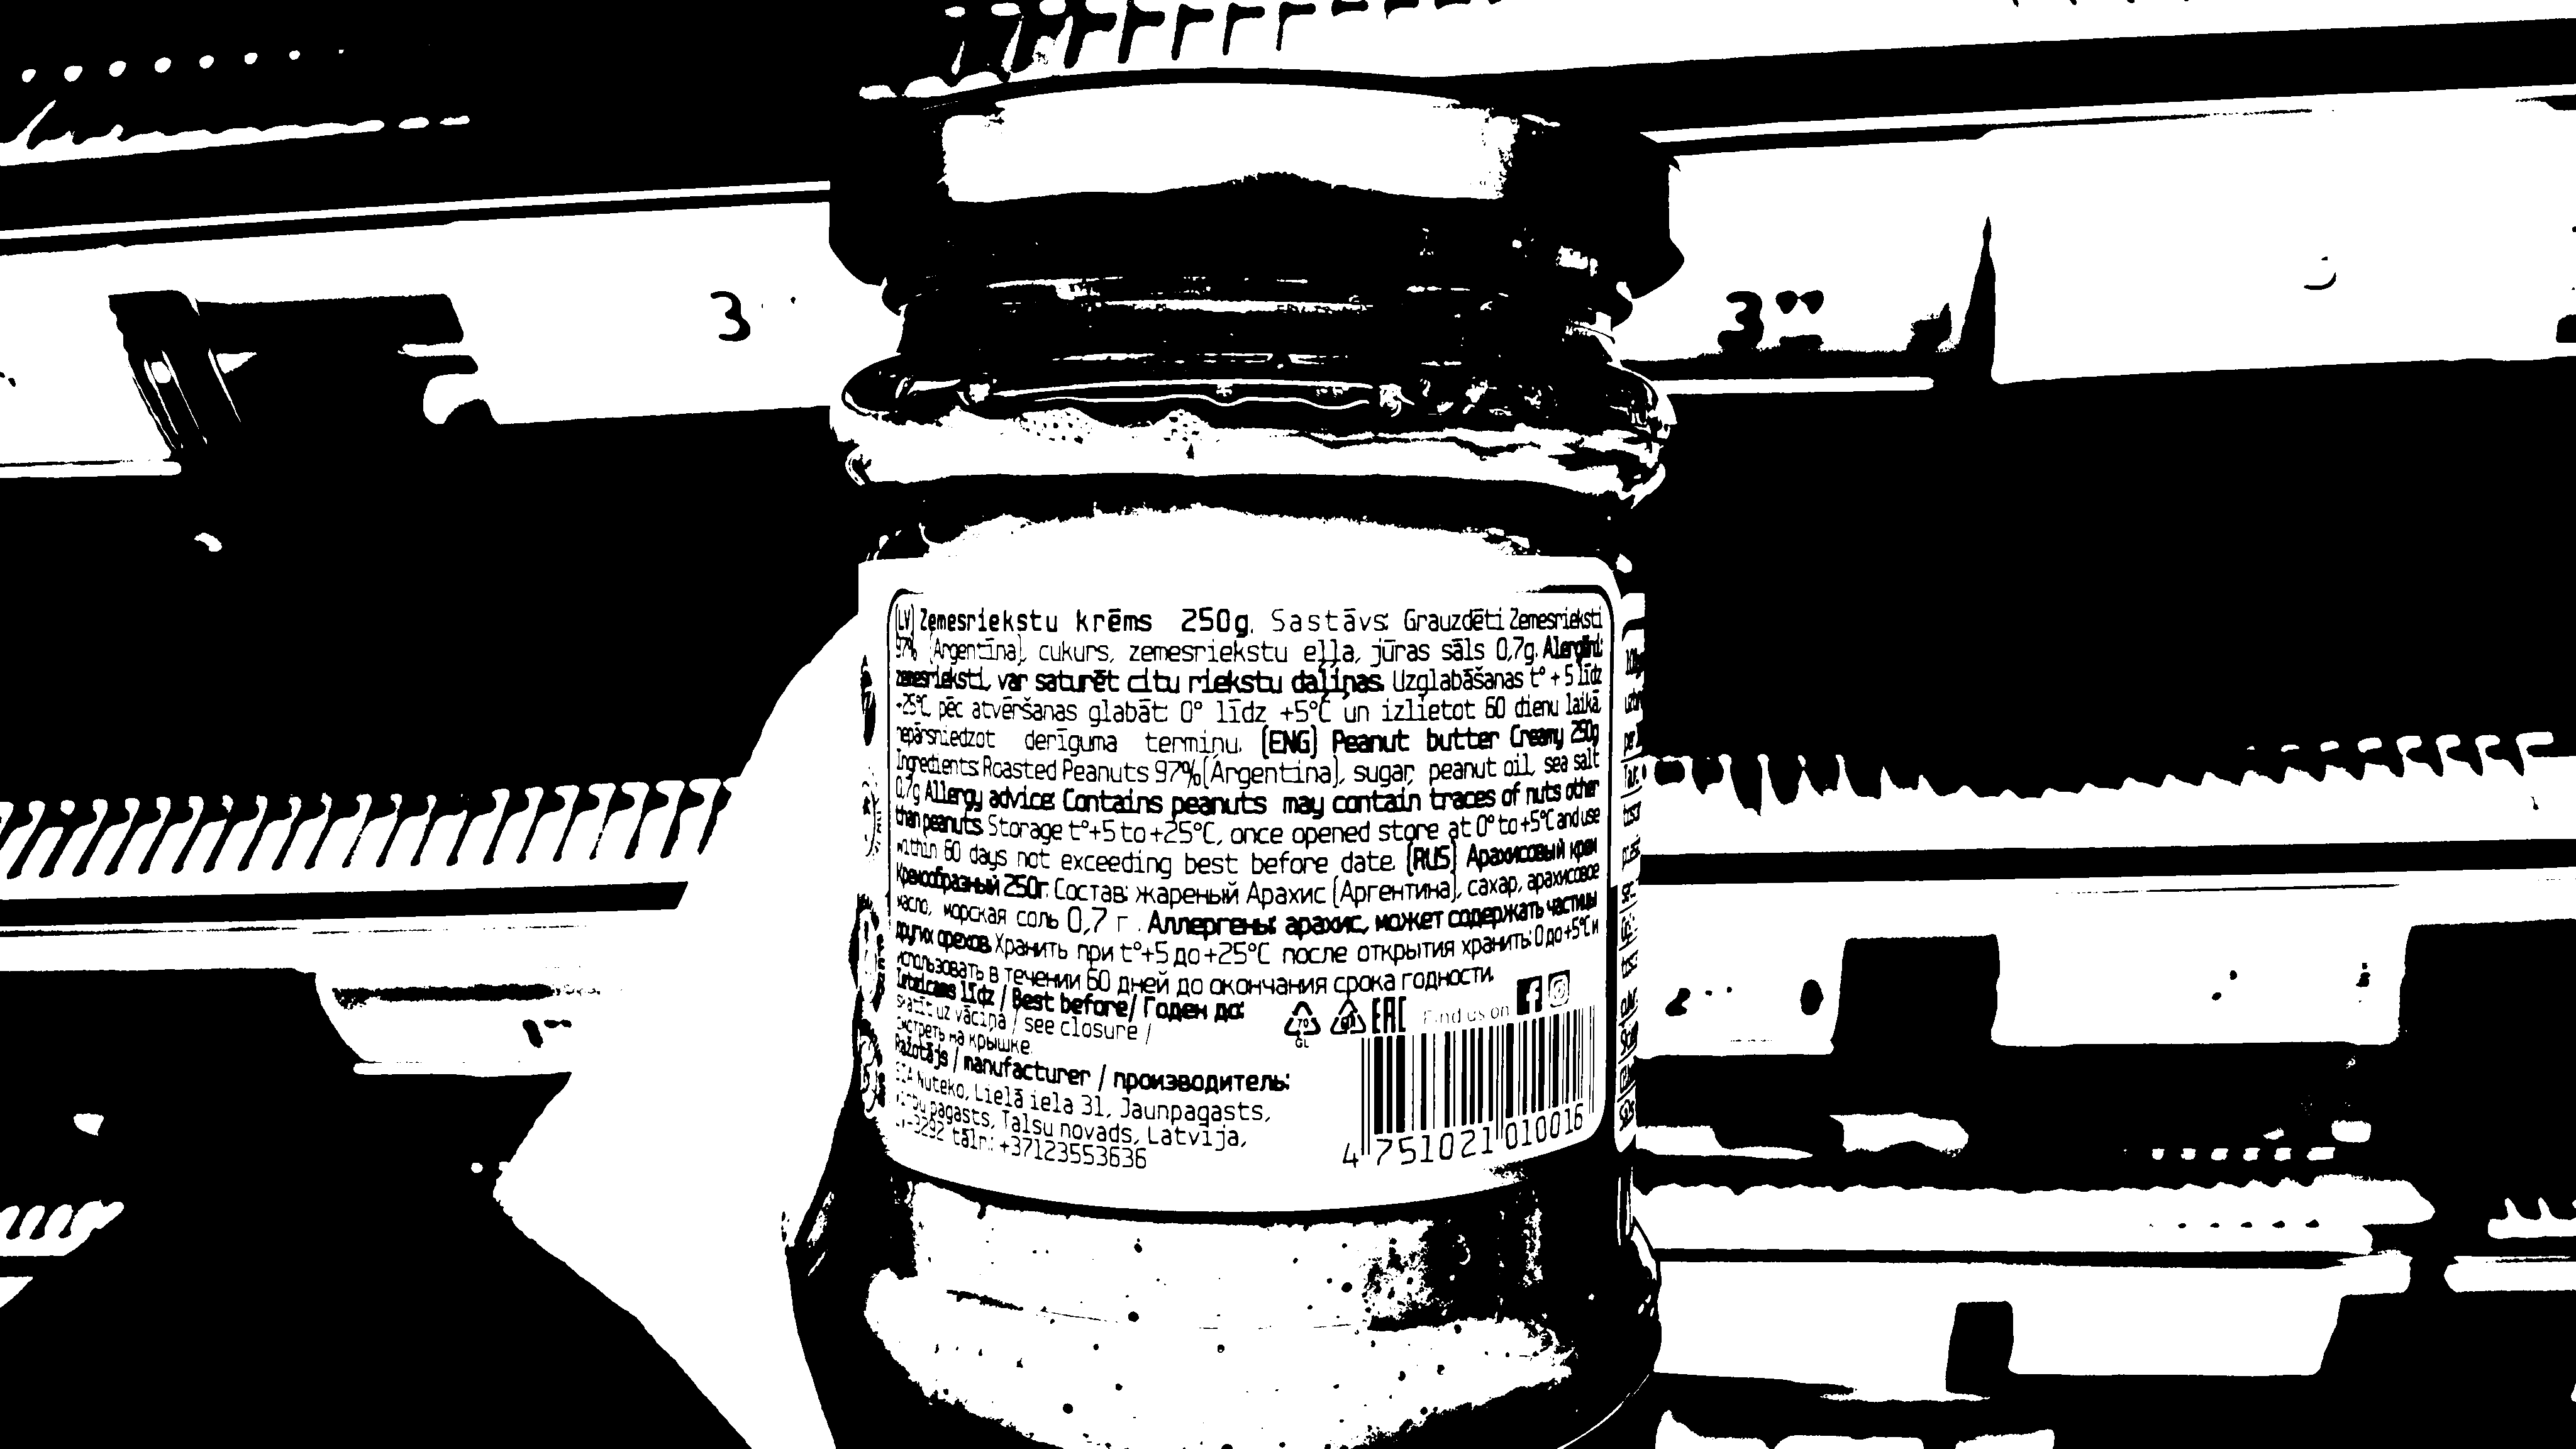 3
3
(LV) Zemesriekstu krēms 250g. Sastāvs: Grauzdēti Zemesrieksti
97% (Argentīna), cukurs, zemesriekstu eļļa, jūras sāls 0,7g. Alergēni:
zemesrieksti, var saturēt citu riekstu daļiņas. Uzglabāšanas t° +5 līdz
+25°C, pēc atvēršanas glabāt: 0° līdz +5°C un izlietot 60 dienu laikā,
nepārsniedzot derīguma termiņu. (ENG) Peanut butter Creamy 250g
Ingredients: Roasted Peanuts 97%(Argentina), sugar, peanut oil, sea salt
0,7g Allergy advice: Contains peanuts may contain traces of nuts other
than peanuts. Storage t°+5 to +25°C, once opened store at 0° to +5°C and use
within 60 days not exceeding best before date. (RUS) Арахисовый крем
Кремообразный 250г. Состав: жареный Арахис (Аргентина), сахар, арахисовое
масло, морская соль 0,7 г. Аллергены: арахис, может содержать частицы
других орехов. Хранить при t°+5 до +25°C после открытия хранить: 0 до +5°C и
использовать в течении 60 дней до окончания срока годности.
līdz / Best before/ Годен до:
Skatīt uz vāciņa / see closure /
Смотреть на крышке.
Ražotājs / manufacturer / производитель:
SIA Nuteko, Lielā iela 31, Jaunpagasts,
pagasts, Talsu novads, Latvija,
LV-3292 tālr.: +37123553636
70
GL
EAC
Find us on
4 751021 010016